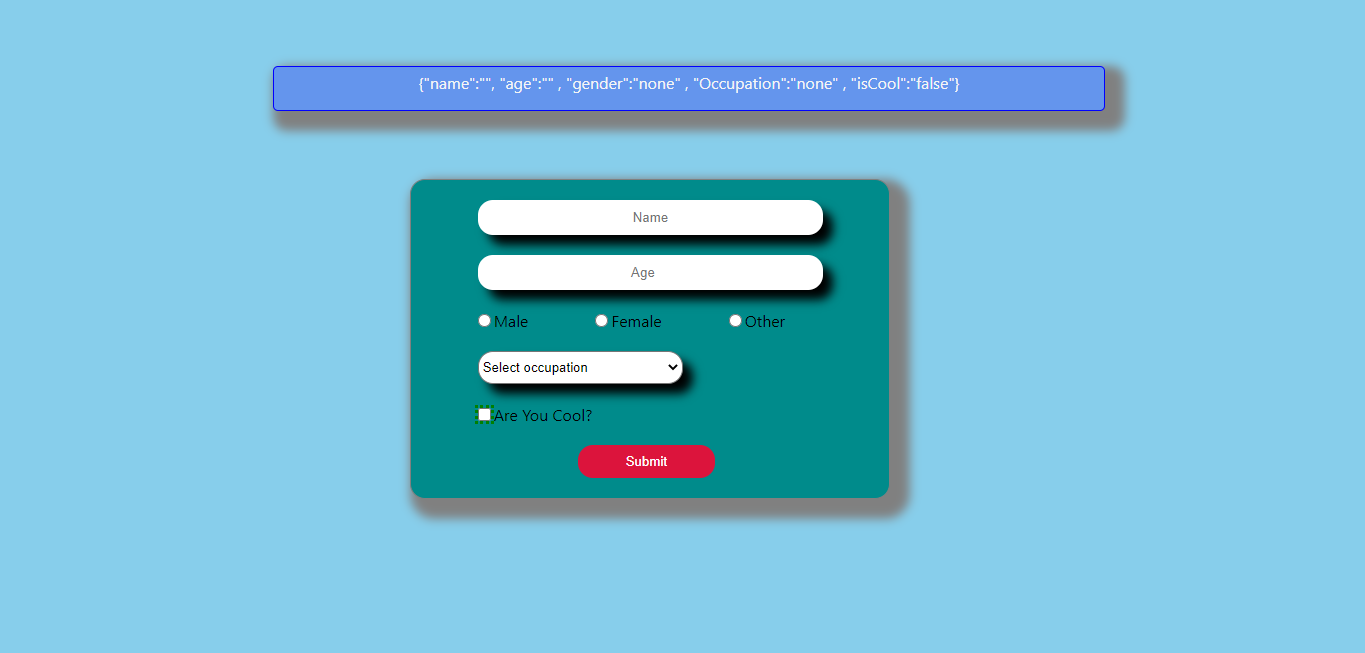 {"name":"", "age":"" , "gender":"none" , "Occupation":"none" , "isCool":"false"}
Name
Age
Male Female Other
Select occupation
Are You Cool?
Submit